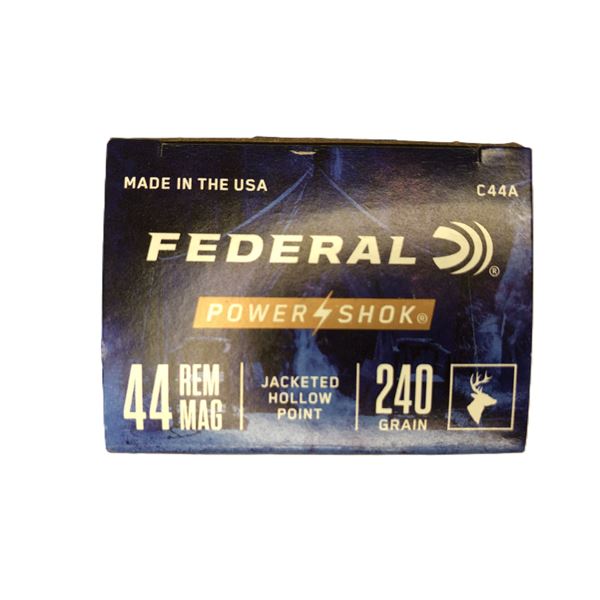 MADE IN THE USA
C44A
FEDERAL ®
POWER SHOK®
44 REM MAG
JACKETED
HOLLOW
POINT
240
GRAIN